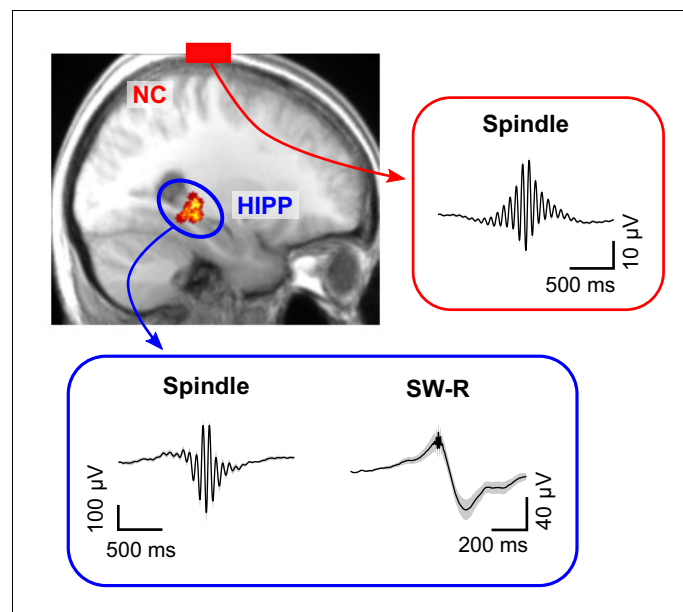 NC
HIPP
Spindle
10 µV
500 ms
Spindle
100 µV
500 ms
SW-R
40 µV
200 ms